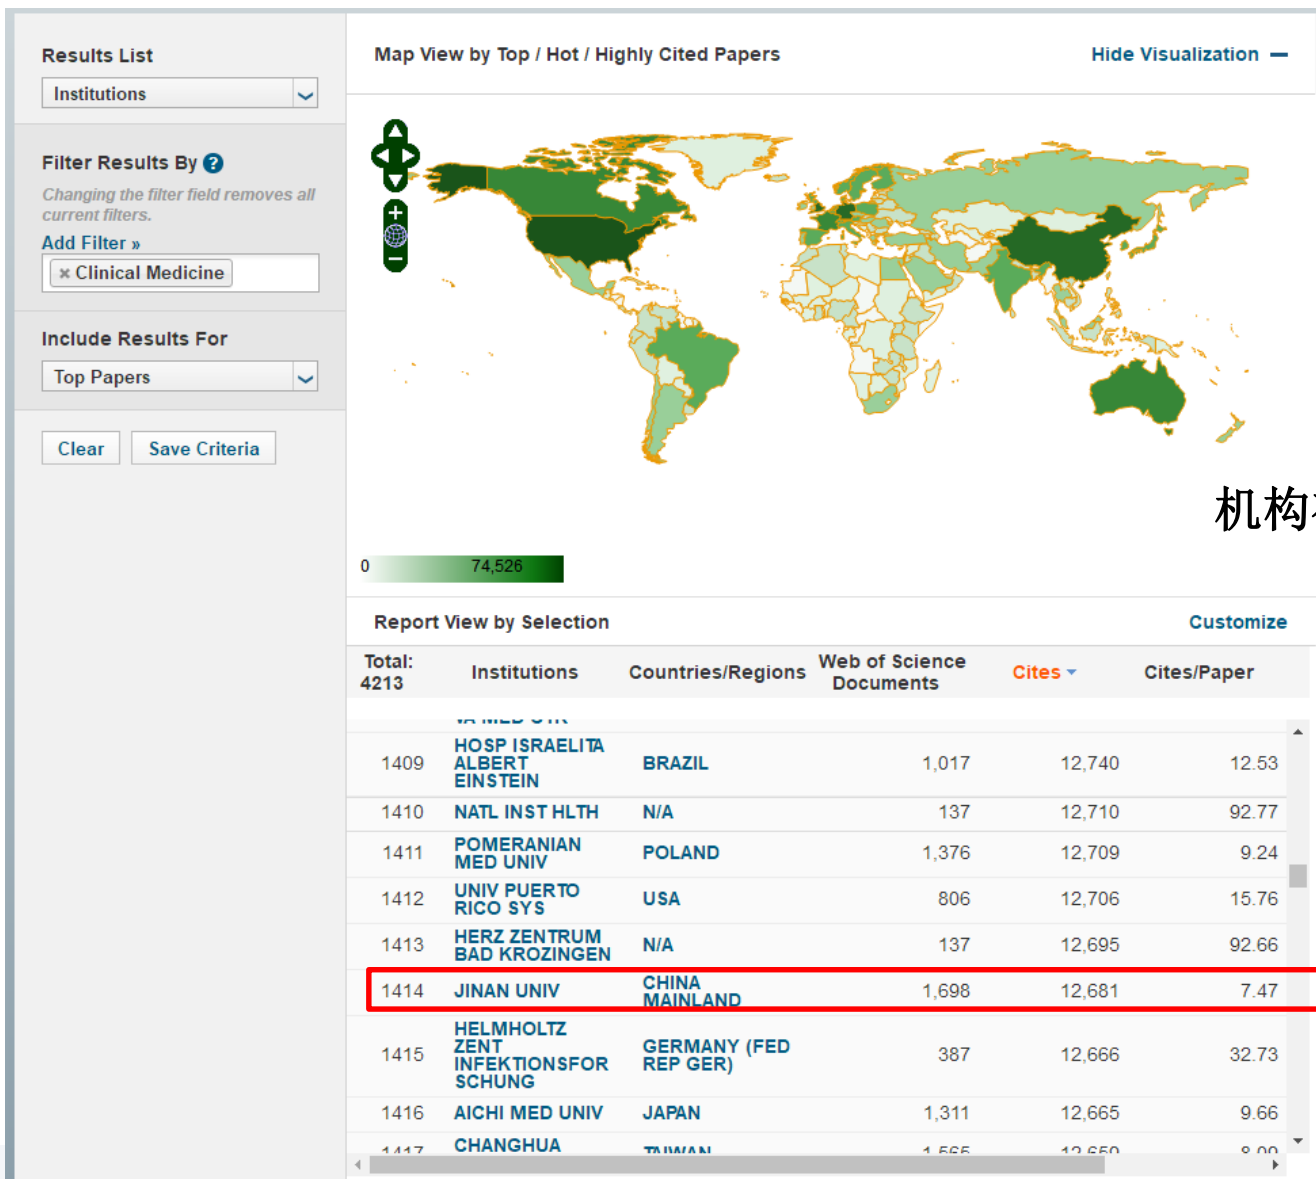 Results List
Institutions
Filter Results By ?
Changing the filter field removes all
current filters.
Add Filter »
× Clinical Medicine
Include Results For
Top Papers
Clear Save Criteria
Map View by Top / Hot / Highly Cited Papers Hide Visualization −
+
−
机构
0 74,526
Report View by Selection Customize
Total: 4213 Institutions Countries/Regions Web of Science Documents Cites Cites/Paper
1409 HOSP ISRAELITA ALBERT EINSTEIN BRAZIL 1,017 12,740 12.53
1410 NATL INST HLTH N/A 137 12,710 92.77
1411 POMERANIAN MED UNIV POLAND 1,376 12,709 9.24
1412 UNIV PUERTO RICO SYS USA 806 12,706 15.76
1413 HERZ ZENTRUM BAD KROZINGEN N/A 137 12,695 92.66
1414 JINAN UNIV CHINA MAINLAND 1,698 12,681 7.47
1415 HELMHOLTZ ZENT INFEKTIONSFOR SCHUNG GERMANY (FED REP GER) 387 12,666 32.73
1416 AICHI MED UNIV JAPAN 1,311 12,665 9.66
1417 CHANGHUA TAIWAN 1,565